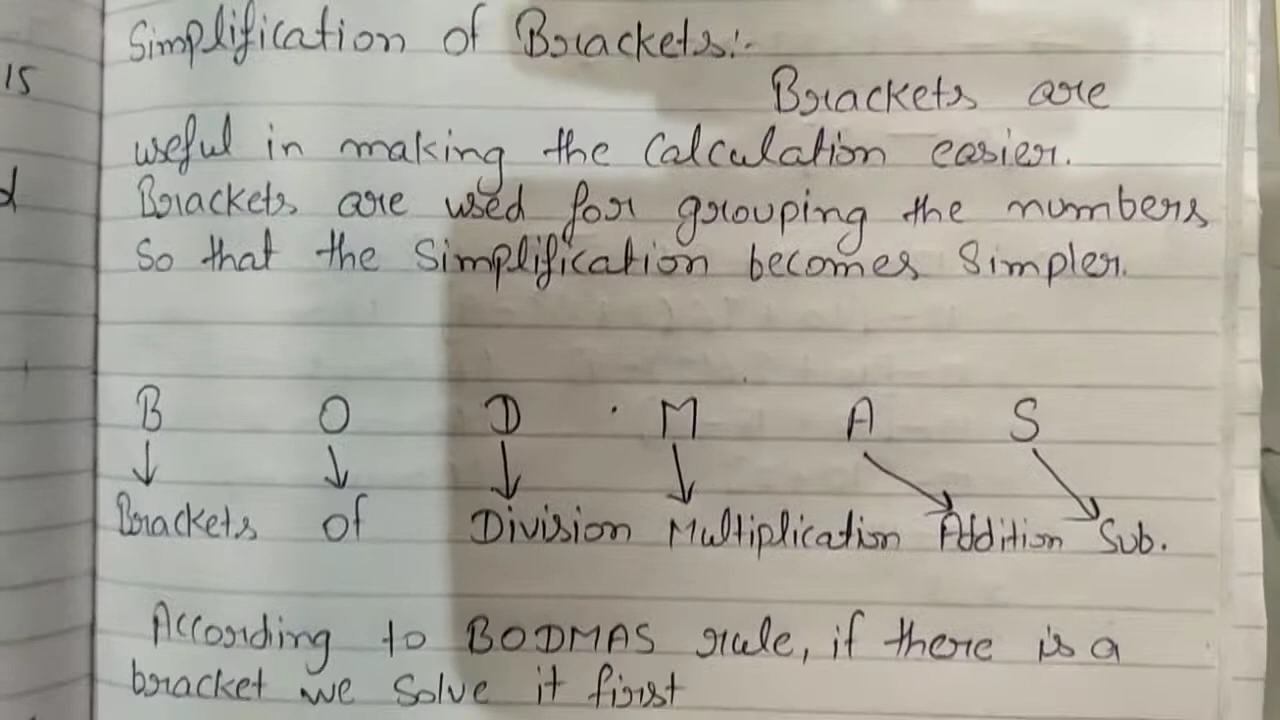 Simplification of Brackets:-
15
Brackets are
useful in making the Calculation easier.
d
Brackets are used for grouping the numbers
So that the Simplification becomes Simpler.
B O D M A S
Brackets of Division Multiplication Addition Sub.
According to BODMAS rule, if there is a
bracket we Solve it first